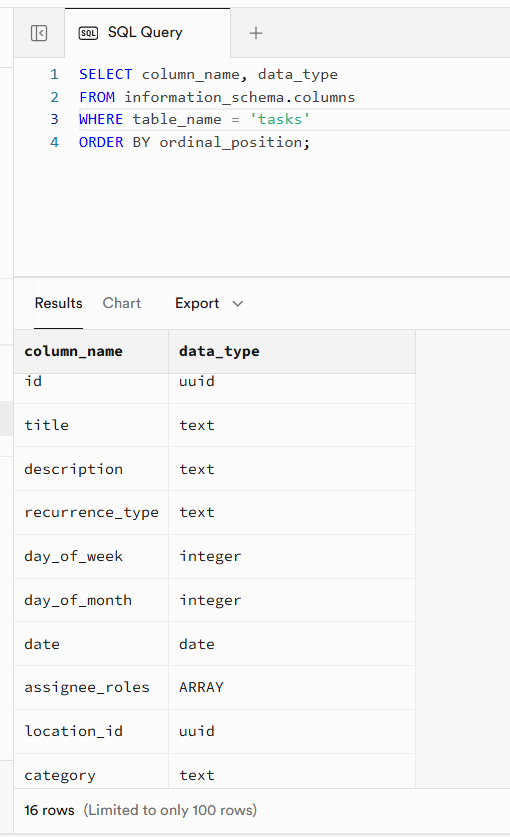 SQL SQL Query
1 SELECT column_name, data_type
2 FROM information_schema.columns
3 WHERE table_name = 'tasks'
4 ORDER BY ordinal_position;
Results Chart Export
column_name data_type
id uuid
title text
description text
recurrence_type text
day_of_week integer
day_of_month integer
date date
assignee_roles ARRAY
location_id uuid
category text
16 rows (Limited to only 100 rows)